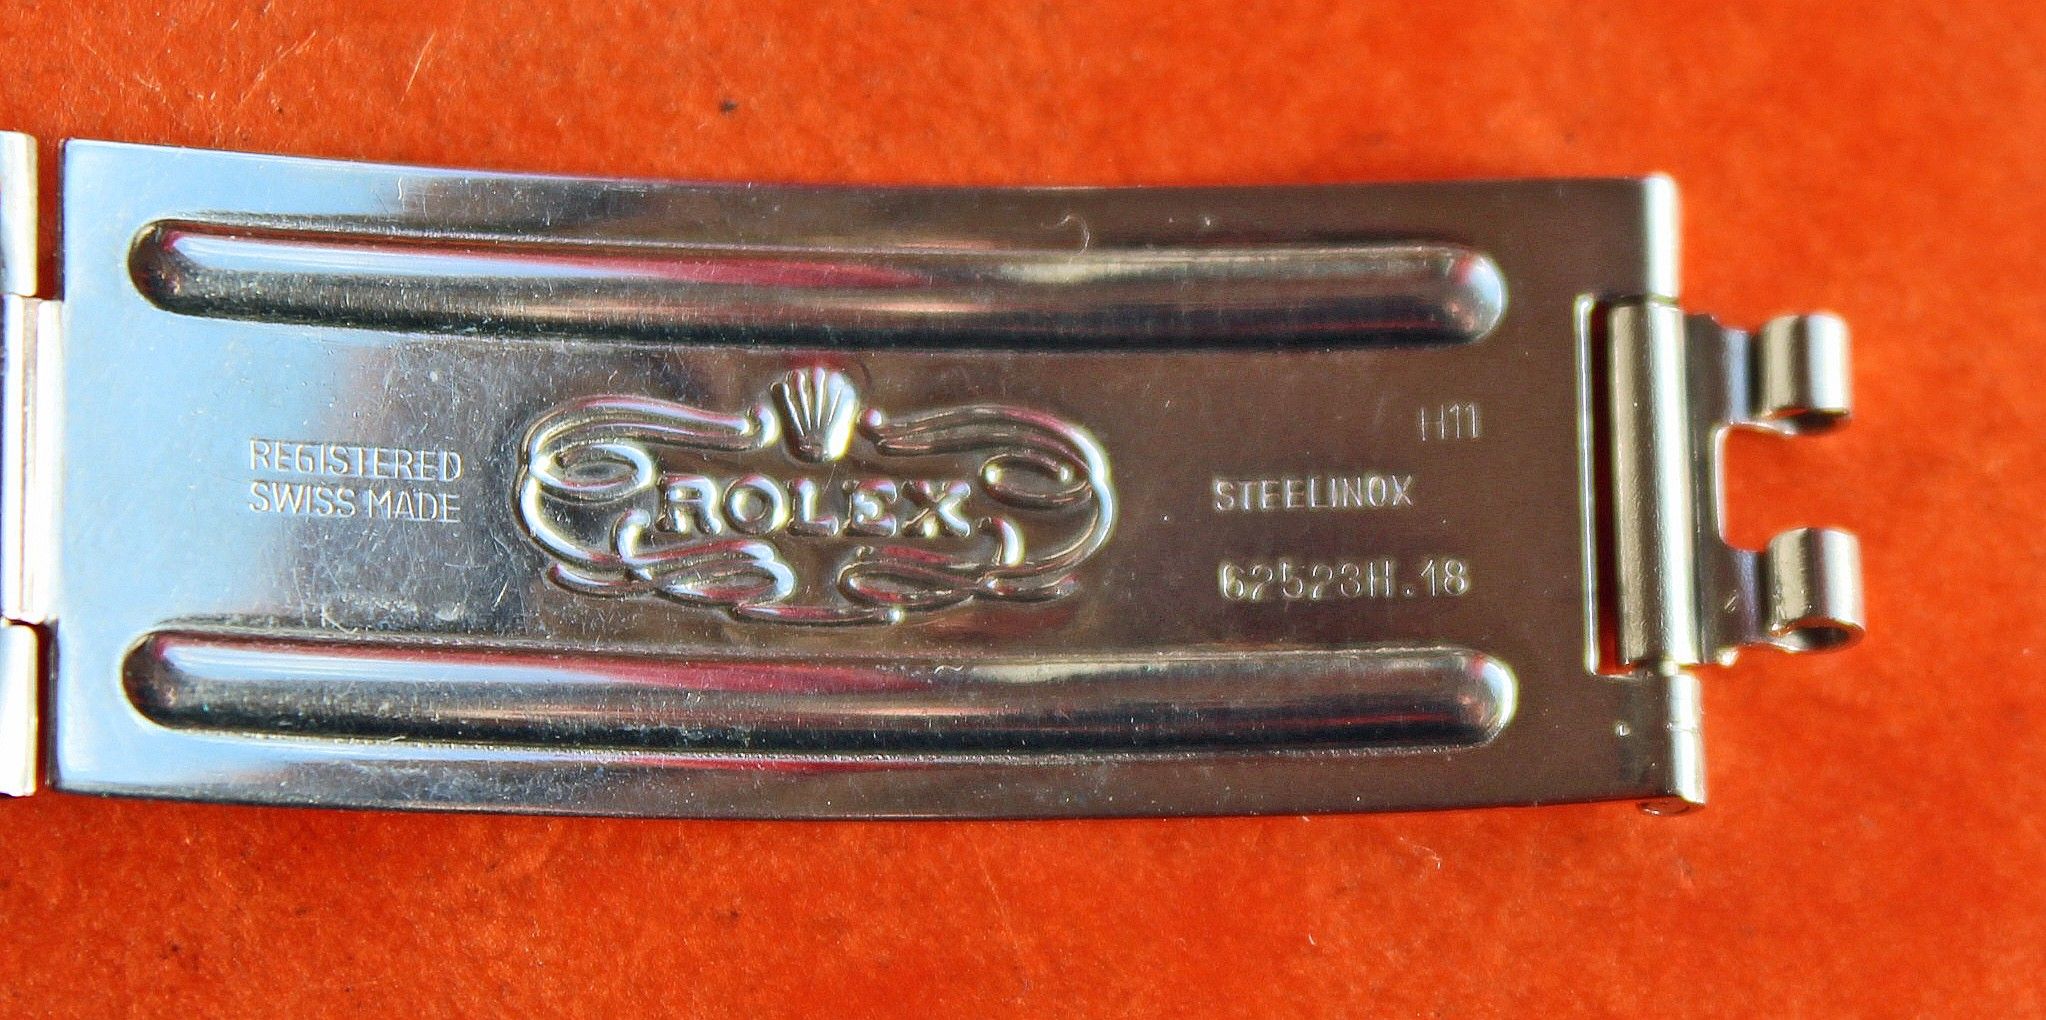 REGISTERED
SWISS MADE
ROLEX
H11
STEELINOX
62523H.18